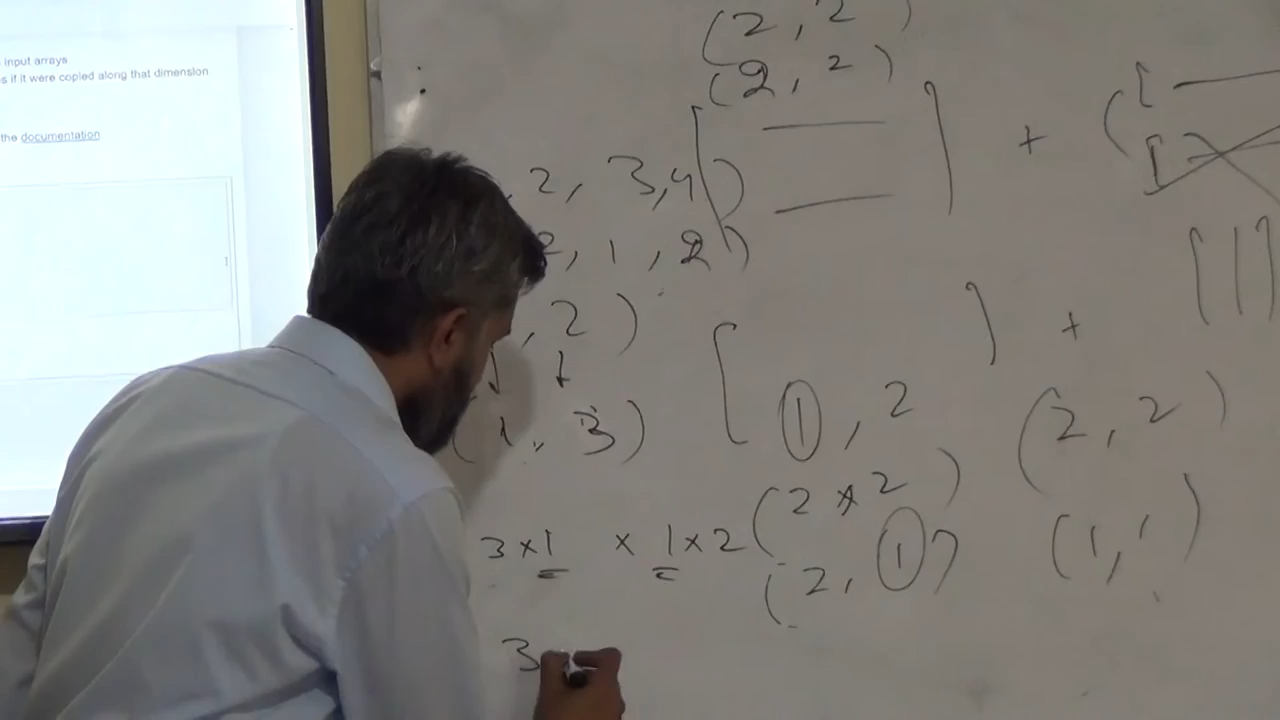 input arrays
s if it were copied along that dimension
the documentation
(2, 2)
(2, 2)
+
2, 3, 4)
2, 1, 2)
, 2)
+
(1, 3)
1, 2
(2, 2)
(2 × 2)
(1, 1)
3 × 1 × 1 × 2
(2, 1)
3